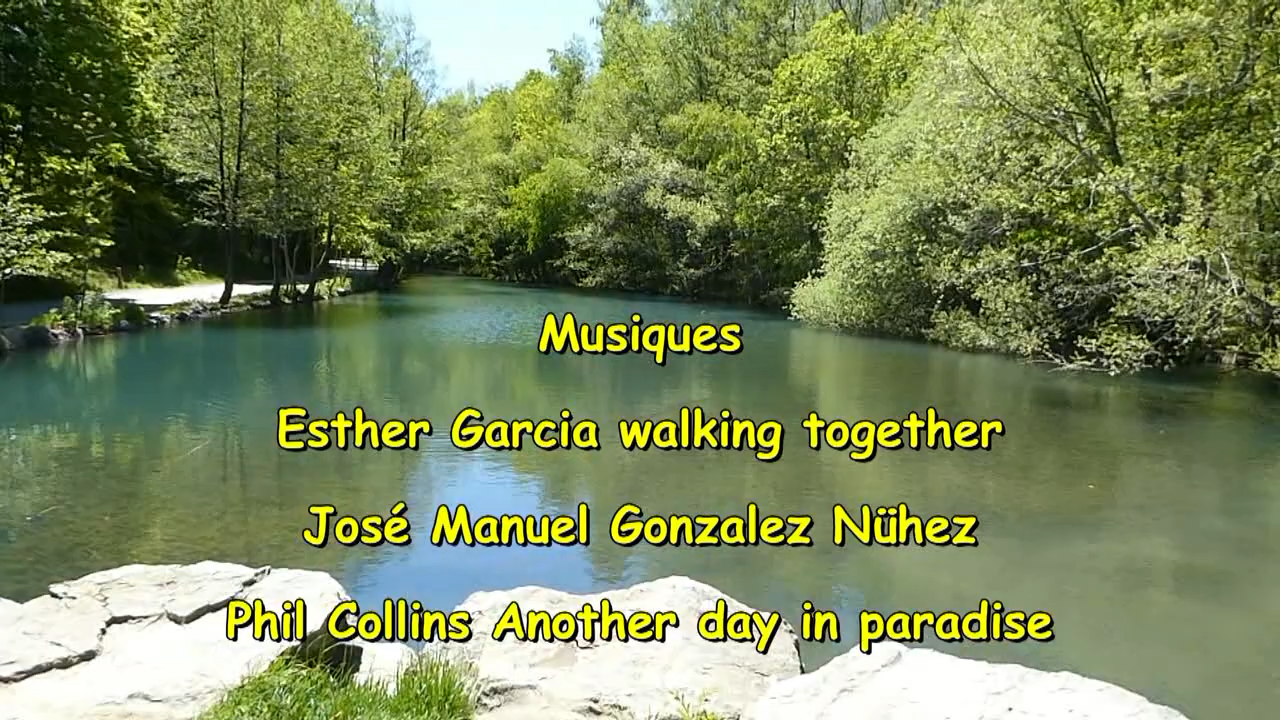 Musiques
Esther Garcia walking together
José Manuel Gonzalez Nühez
Phil Collins Another day in paradise